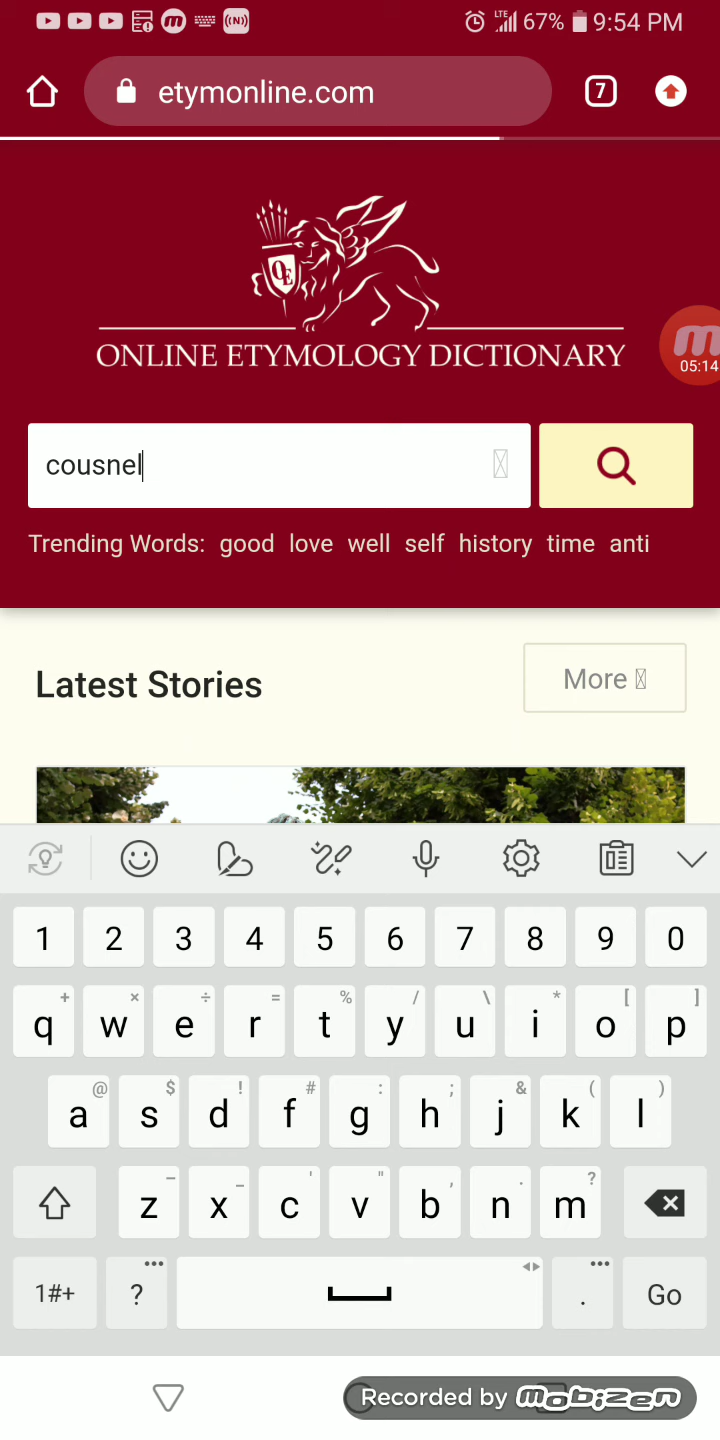 67% 9:54 PM
etymonline.com 7
OE
ONLINE ETYMOLOGY DICTIONARY
05:14
cousnel
Trending Words: good love well self history time anti
Latest Stories
More
1 2 3 4 5 6 7 8 9 0
+ × ÷ = % / \ * [ ]
q w e r t y u i o p
@ $ ! # : ; & ( )
a s d f g h j k l
– _ ' " , . ?
z x c v b n m
1#+ ? . Go
Recorded by mobizen